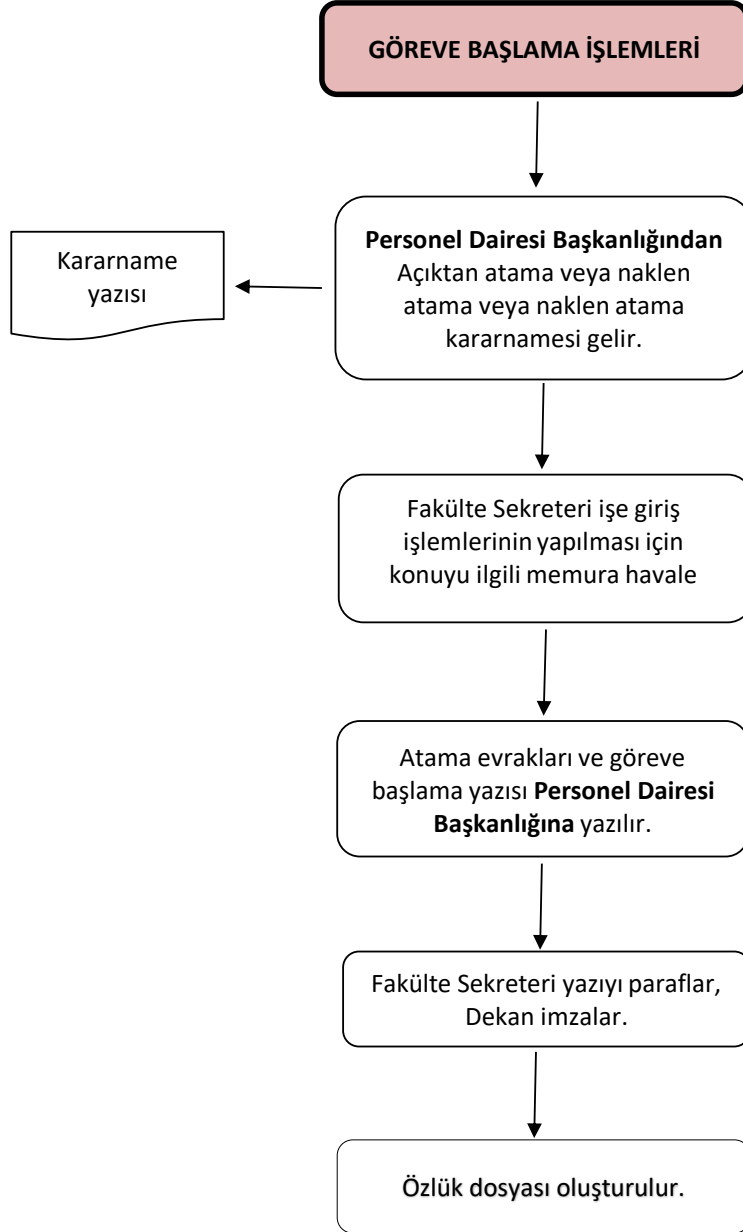 GÖREVE BAŞLAMA İŞLEMLERİ
Personel Dairesi Başkanlığından
Açıktan atama veya naklen
atama veya naklen atama
kararnamesi gelir.
Kararname
yazısı
Fakülte Sekreteri işe giriş
işlemlerinin yapılması için
konuyu ilgili memura havale
Atama evrakları ve göreve
başlama yazısı Personel Dairesi
Başkanlığına yazılır.
Fakülte Sekreteri yazıyı paraflar,
Dekan imzalar.
Özlük dosyası oluşturulur.